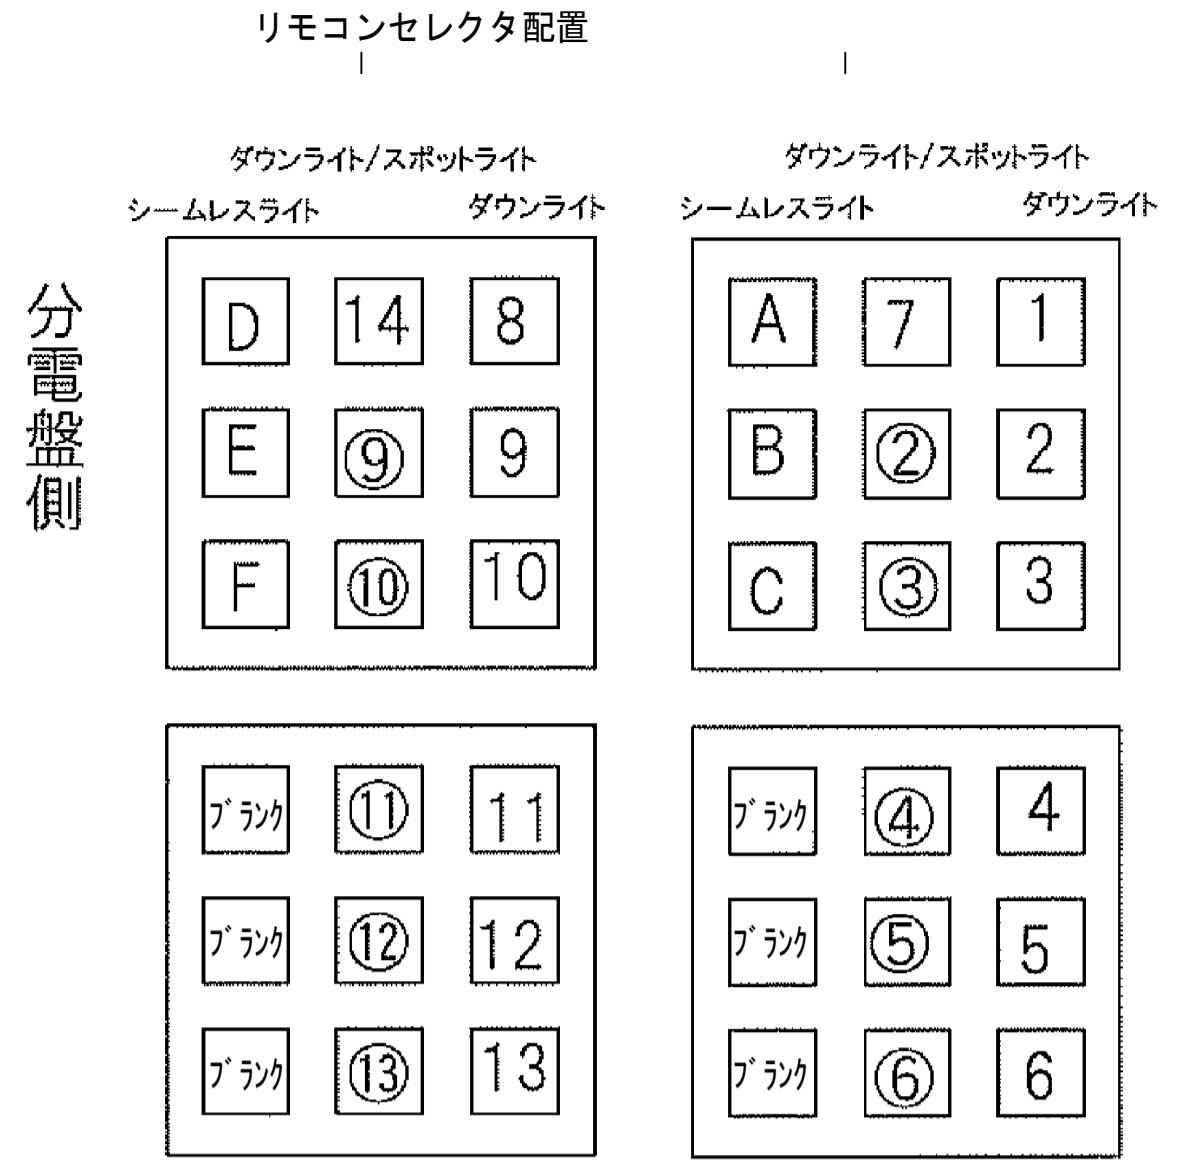 リモコンセレクタ配置
ダウンライト/スポットライト
ダウンライト/スポットライト
シームレスライト ダウンライト
シームレスライト ダウンライト
分電盤側
D 14 8
E ⑨ 9
F ⑩ 10
A 7 1
B ② 2
C ③ 3
ブランク ⑪ 11
ブランク ⑫ 12
ブランク ⑬ 13
ブランク ④ 4
ブランク ⑤ 5
ブランク ⑥ 6